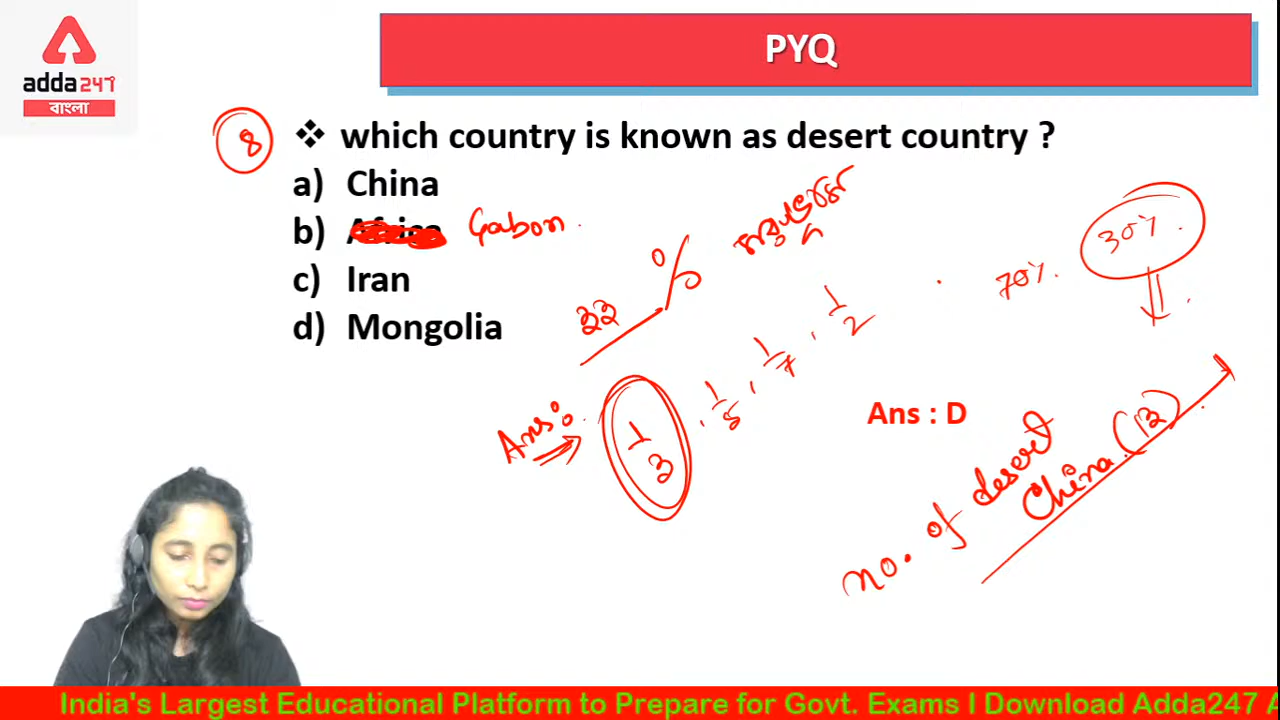 adda247
বাংলা
PYQ
8
❖ which country is known as desert country ?
a) China
b) Africa Gabon.
c) Iran
d) Mongolia
33 %
70%. 30%.
Ans:
1/3, 1/5, 1/7, 1/2
Ans : D
no. of desert
China. (13)
India's Largest Educational Platform to Prepare for Govt. Exams I Download Adda247 A